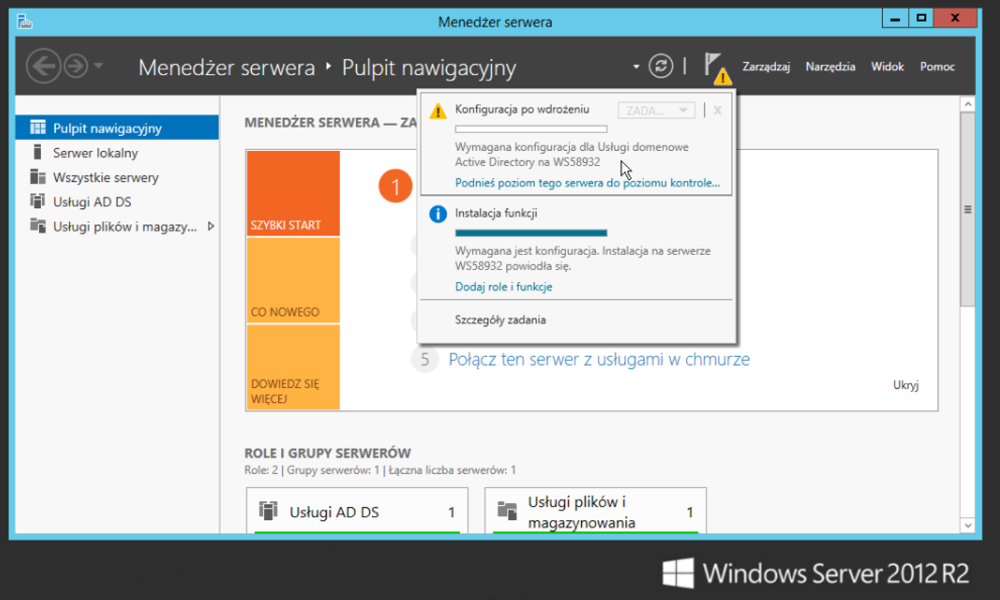 Menedżer serwera
Menedżer serwera ‣ Pulpit nawigacyjny
Zarządzaj Narzędzia Widok Pomoc
Pulpit nawigacyjny
Serwer lokalny
Wszystkie serwery
Usługi AD DS
Usługi plików i magazy...
MENEDŻER SERWERA — ZA
SZYBKI START
CO NOWEGO
DOWIEDZ SIĘ
WIĘCEJ
1
Konfiguracja po wdrożeniu
ZADA...
X
Wymagana konfiguracja dla Usługi domenowe
Active Directory na WS58932
Podnieś poziom tego serwera do poziomu kontrole...
Instalacja funkcji
Wymagana jest konfiguracja. Instalacja na serwerze
WS58932 powiodła się.
Dodaj role i funkcje
Szczegóły zadania
5 Połącz ten serwer z usługami w chmurze
Ukryj
ROLE I GRUPY SERWERÓW
Role: 2 | Grupy serwerów: 1 | Łączna liczba serwerów: 1
Usługi AD DS 1
Usługi plików i
magazynowania 1
Windows Server 2012 R2